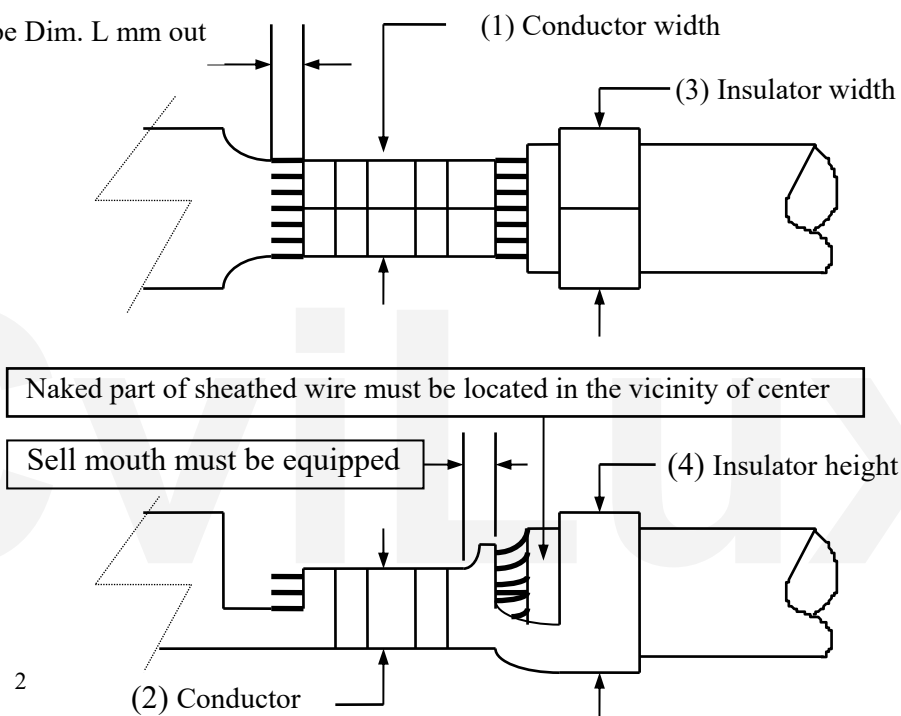 be Dim. L mm out
(1) Conductor width
(3) Insulator width
Naked part of sheathed wire must be located in the vicinity of center
Sell mouth must be equipped
(4) Insulator height
2
(2) Conductor
CviLux